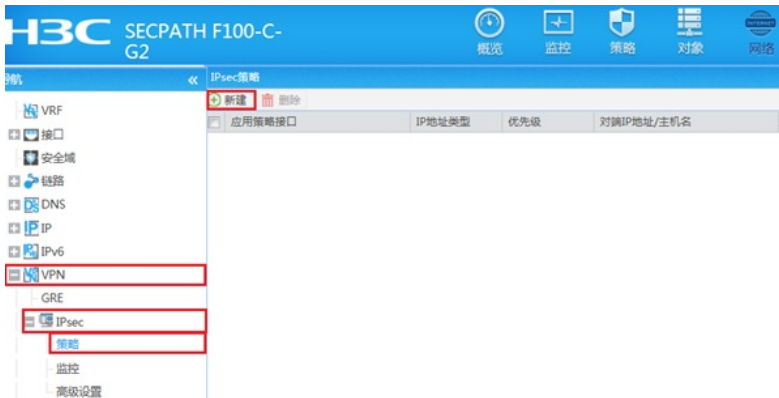 H3C SECPATH F100-C-G2
概览 监控 策略 对象 网络
导航 « IPsec策略
新建 删除
应用策略接口 IP地址类型 优先级 对端IP地址/主机名
VRF
接口
安全域
链路
DNS
IP
IPv6
VPN
GRE
IPsec
策略
监控
高级设置